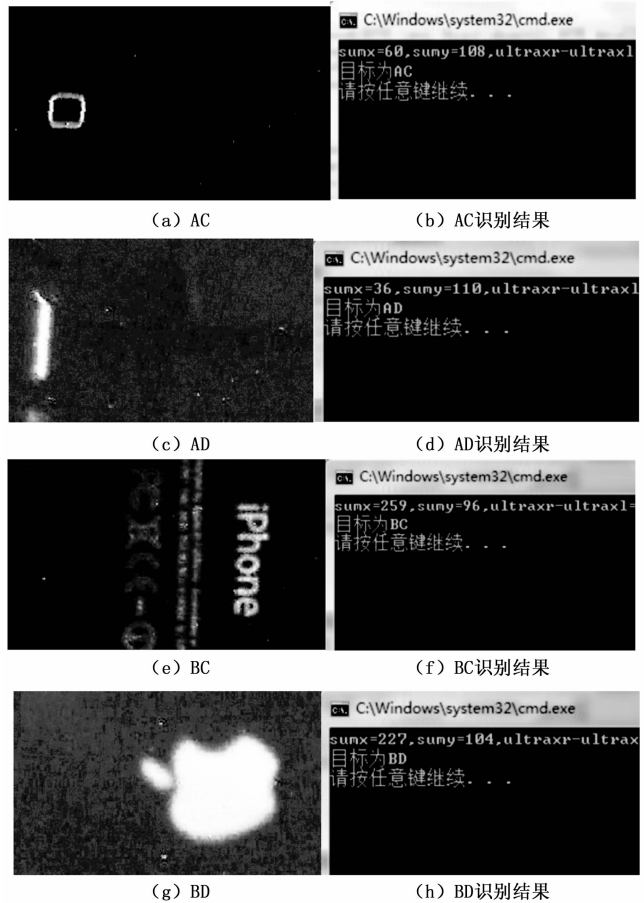 C:\Windows\system32\cmd.exe
sumx=60,sumy=108,ultraxr-ultraxl
目标为AC
请按任意键继续. . .
(a) AC
(b) AC识别结果
C:\Windows\system32\cmd.exe
sumx=36,sumy=110,ultraxr-ultraxl
目标为AD
请按任意键继续. . .
(c) AD
(d) AD识别结果
iPhone
C:\Windows\system32\cmd.exe
sumx=259,sumy=96,ultraxr-ultraxl=
目标为BC
请按任意键继续. . .
(e) BC
(f) BC识别结果
C:\Windows\system32\cmd.exe
sumx=227,sumy=104,ultraxr-ultrax
目标为BD
请按任意键继续. . .
(g) BD
(h) BD识别结果